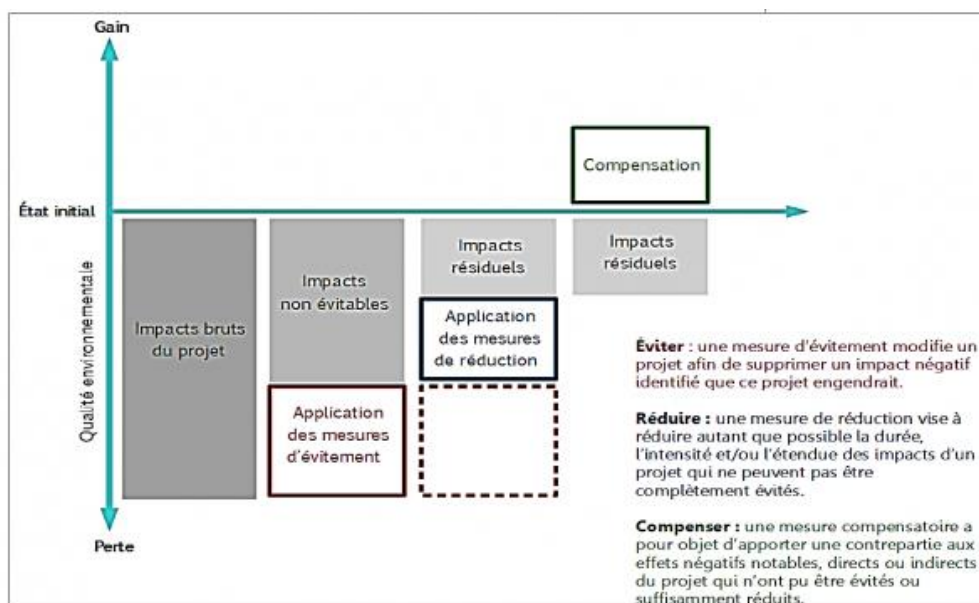 Gain
Compensation
État initial
Impacts bruts
du projet
Impacts
non évitables
Impacts
résiduels
Impacts
résiduels
Application
des mesures
de réduction
Application
des mesures
d'évitement
Qualité environnementale
Perte
Éviter : une mesure d'évitement modifie un
projet afin de supprimer un impact négatif
identifié que ce projet engendrait.
Réduire : une mesure de réduction vise à
réduire autant que possible la durée,
l'intensité et/ou l'étendue des impacts d'un
projet qui ne peuvent pas être
complètement évités.
Compenser : une mesure compensatoire a
pour objet d'apporter une contrepartie aux
effets négatifs notables, directs ou indirects
du projet qui n'ont pu être évités ou
suffisamment réduits.